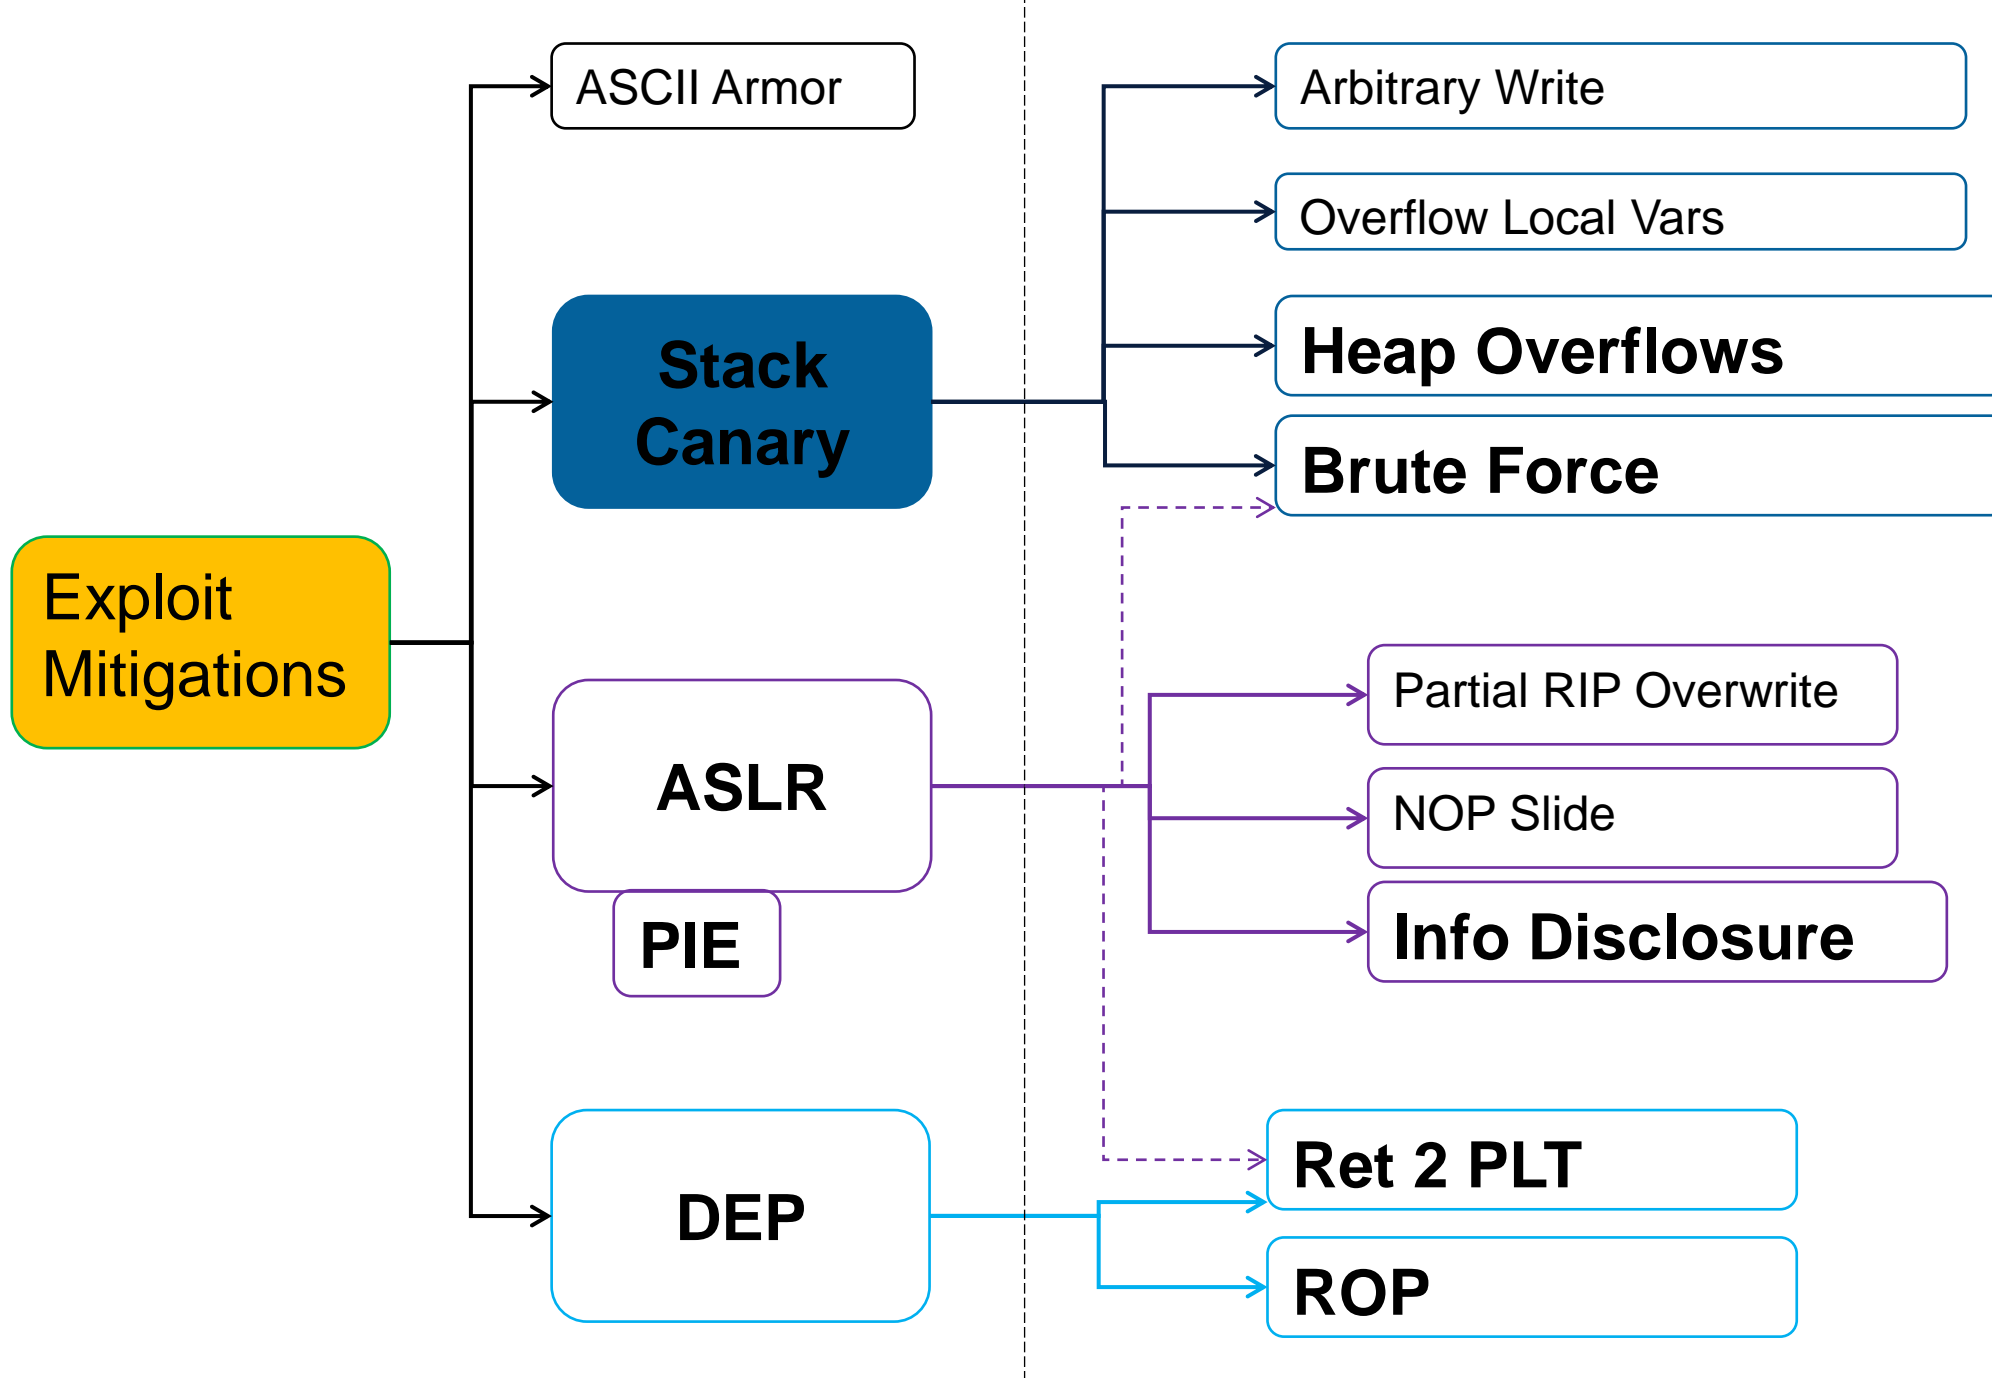 ASCII Armor
Arbitrary Write
Overflow Local Vars
Stack
Canary
Heap Overflows
Brute Force
Exploit
Mitigations
ASLR
PIE
Partial RIP Overwrite
NOP Slide
Info Disclosure
DEP
Ret 2 PLT
ROP